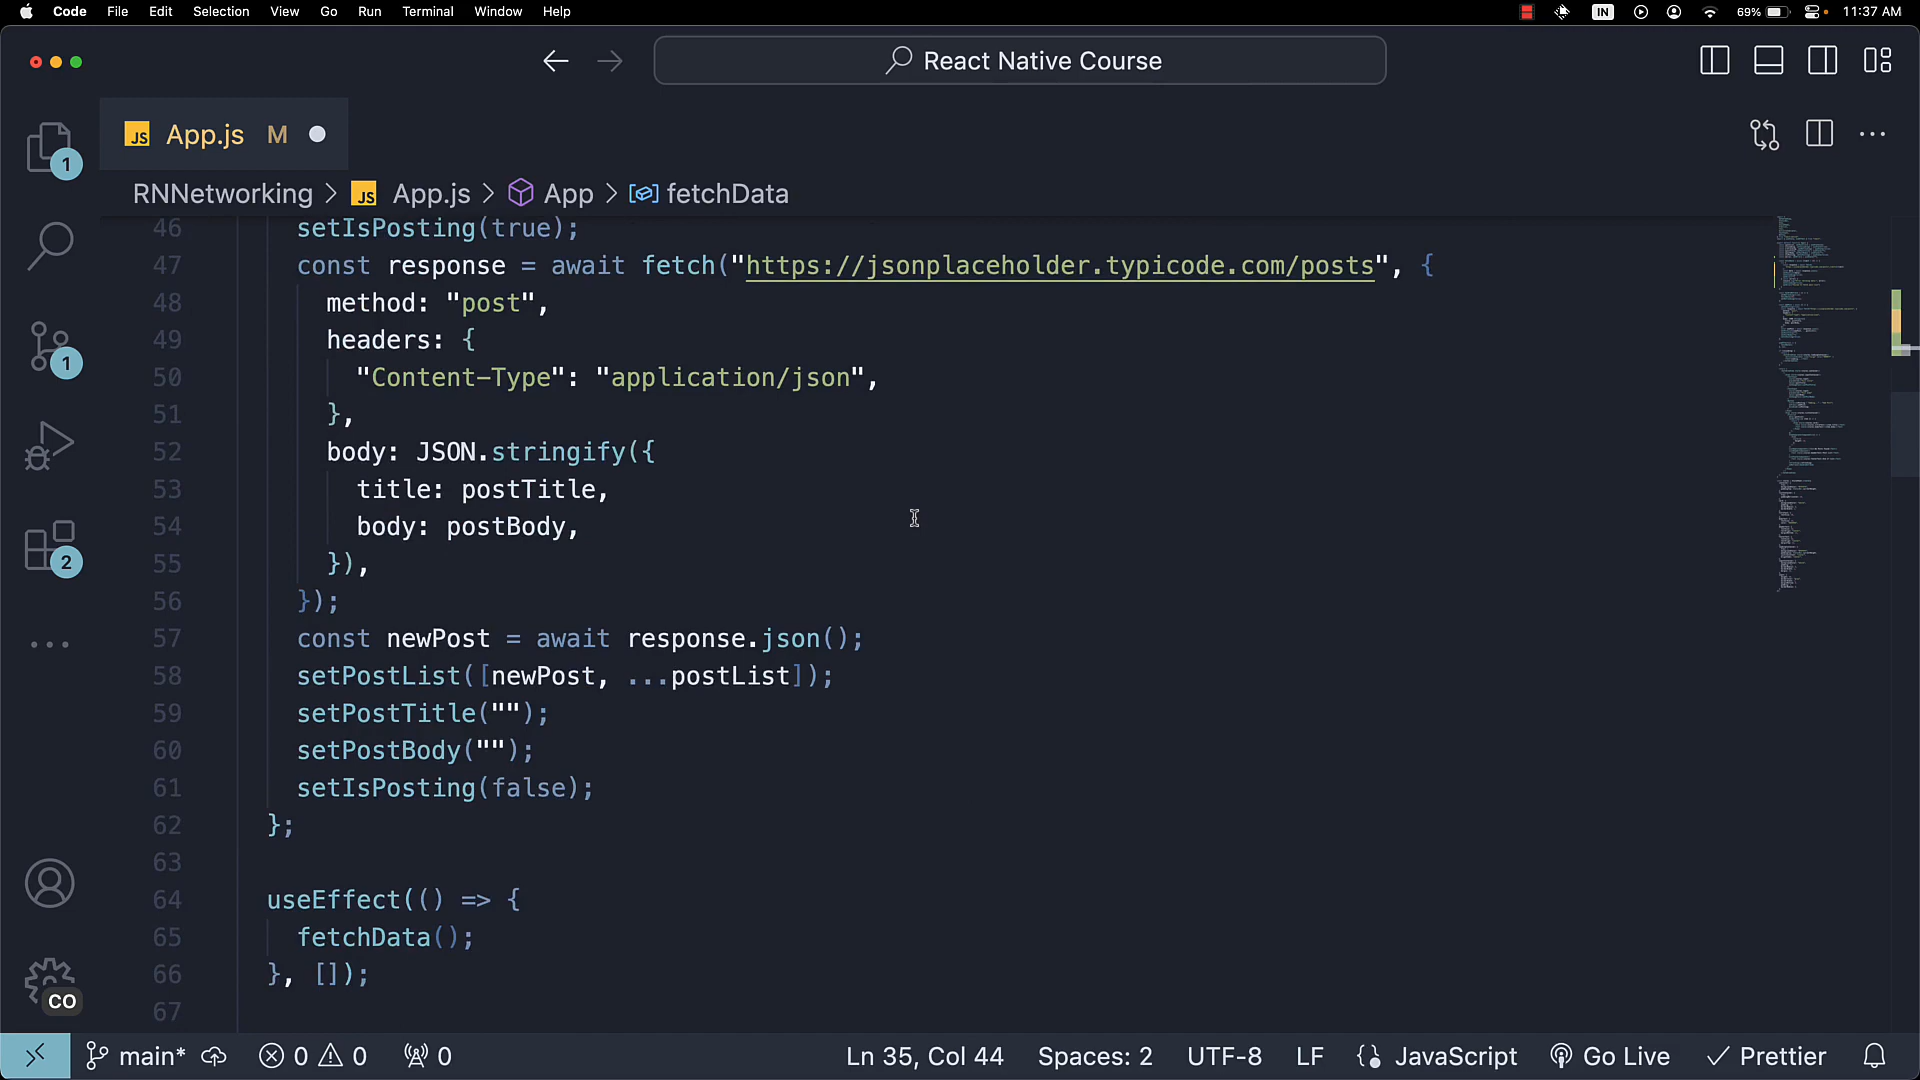 Code File Edit Selection View Go Run Terminal Window Help IN 69% 11:37 AM
React Native Course
JS App.js M
1
RNNetworking > JS App.js > App > fetchData
46 setIsPosting(true);
47 const response = await fetch("https://jsonplaceholder.typicode.com/posts", {
48 method: "post",
49 headers: {
50 "Content-Type": "application/json",
51 },
52 body: JSON.stringify({
53 title: postTitle,
54 body: postBody,
55 }),
56 });
57 const newPost = await response.json();
58 setPostList([newPost, ...postList]);
59 setPostTitle("");
60 setPostBody("");
61 setIsPosting(false);
62 };
63
64 useEffect(() => {
65 fetchData();
66 }, []);
67
1
2
CO
main* 0 0 0 Ln 35, Col 44 Spaces: 2 UTF-8 LF JavaScript Go Live Prettier